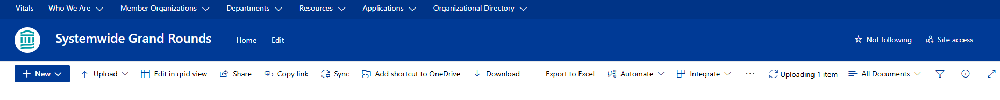 Vitals Who We Are Member Organizations Departments Resources Applications Organizational Directory
Systemwide Grand Rounds Home Edit Not following Site access
New Upload Edit in grid view Share Copy link Sync Add shortcut to OneDrive Download Export to Excel Automate Integrate ... Uploading 1 item All Documents